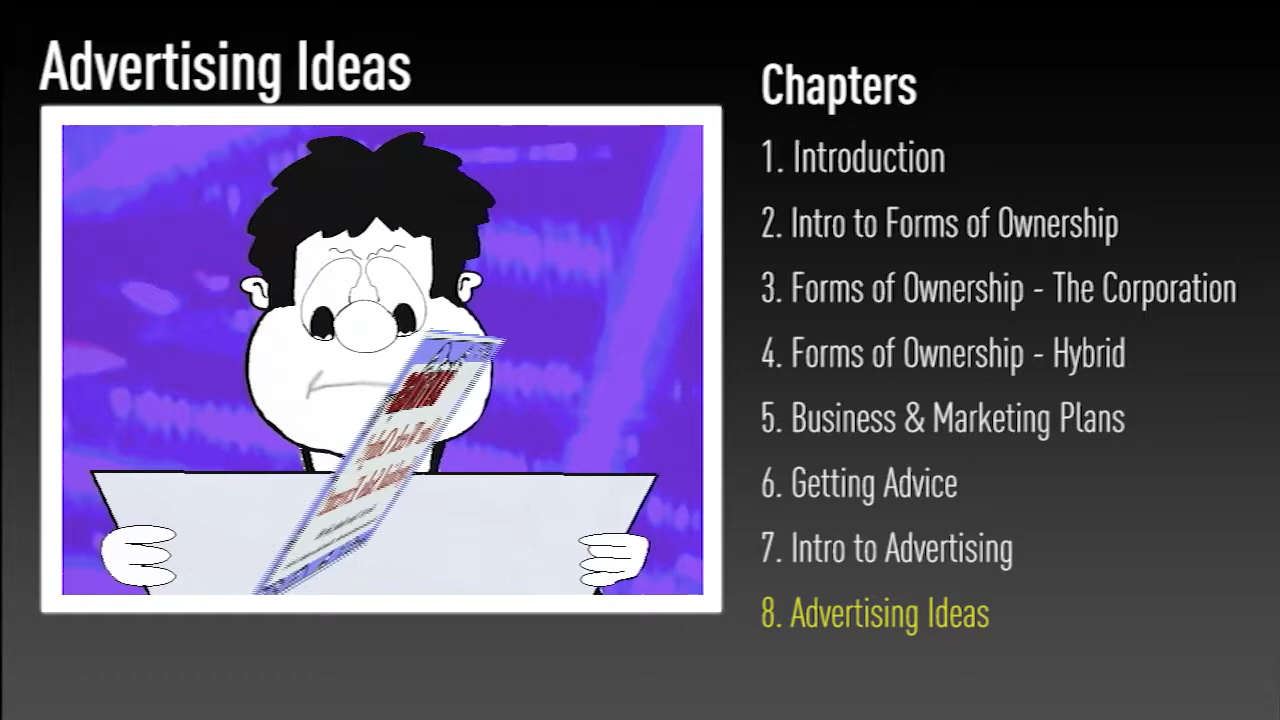 Advertising Ideas
Chapters
1. Introduction
2. Intro to Forms of Ownership
3. Forms of Ownership - The Corporation
4. Forms of Ownership - Hybrid
5. Business & Marketing Plans
6. Getting Advice
7. Intro to Advertising
8. Advertising Ideas